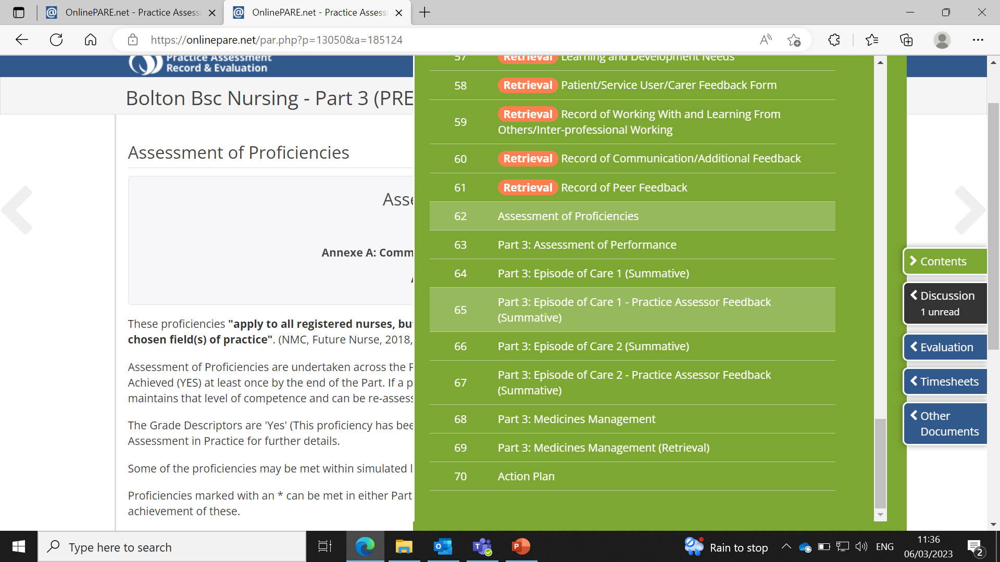 OnlinePARE.net - Practice Assess
OnlinePARE.net - Practice Assess
https://onlinepare.net/par.php?p=13050&a=185124
Practice Assessment
Record & Evaluation
Bolton Bsc Nursing - Part 3 (PRE
Assessment of Proficiencies
Asse
Annexe A: Comm
These proficiencies "apply to all registered nurses, bu
chosen field(s) of practice". (NMC, Future Nurse, 2018,
Assessment of Proficiencies are undertaken across the P
Achieved (YES) at least once by the end of the Part. If a p
maintains that level of competence and can be re-assess
The Grade Descriptors are 'Yes' (This proficiency has bee
Assessment in Practice for further details.
Some of the proficiencies may be met within simulated l
Proficiencies marked with an * can be met in either Part
achievement of these.
57 Retrieval Learning and Development Needs
58 Retrieval Patient/Service User/Carer Feedback Form
59 Retrieval Record of Working With and Learning From
Others/Inter-professional Working
60 Retrieval Record of Communication/Additional Feedback
61 Retrieval Record of Peer Feedback
62 Assessment of Proficiencies
63 Part 3: Assessment of Performance
64 Part 3: Episode of Care 1 (Summative)
65 Part 3: Episode of Care 1 - Practice Assessor Feedback
(Summative)
66 Part 3: Episode of Care 2 (Summative)
67 Part 3: Episode of Care 2 - Practice Assessor Feedback
(Summative)
68 Part 3: Medicines Management
69 Part 3: Medicines Management (Retrieval)
70 Action Plan
Contents
Discussion
1 unread
Evaluation
Timesheets
Other
Documents
Type here to search
Rain to stop
ENG
11:36
06/03/2023
2